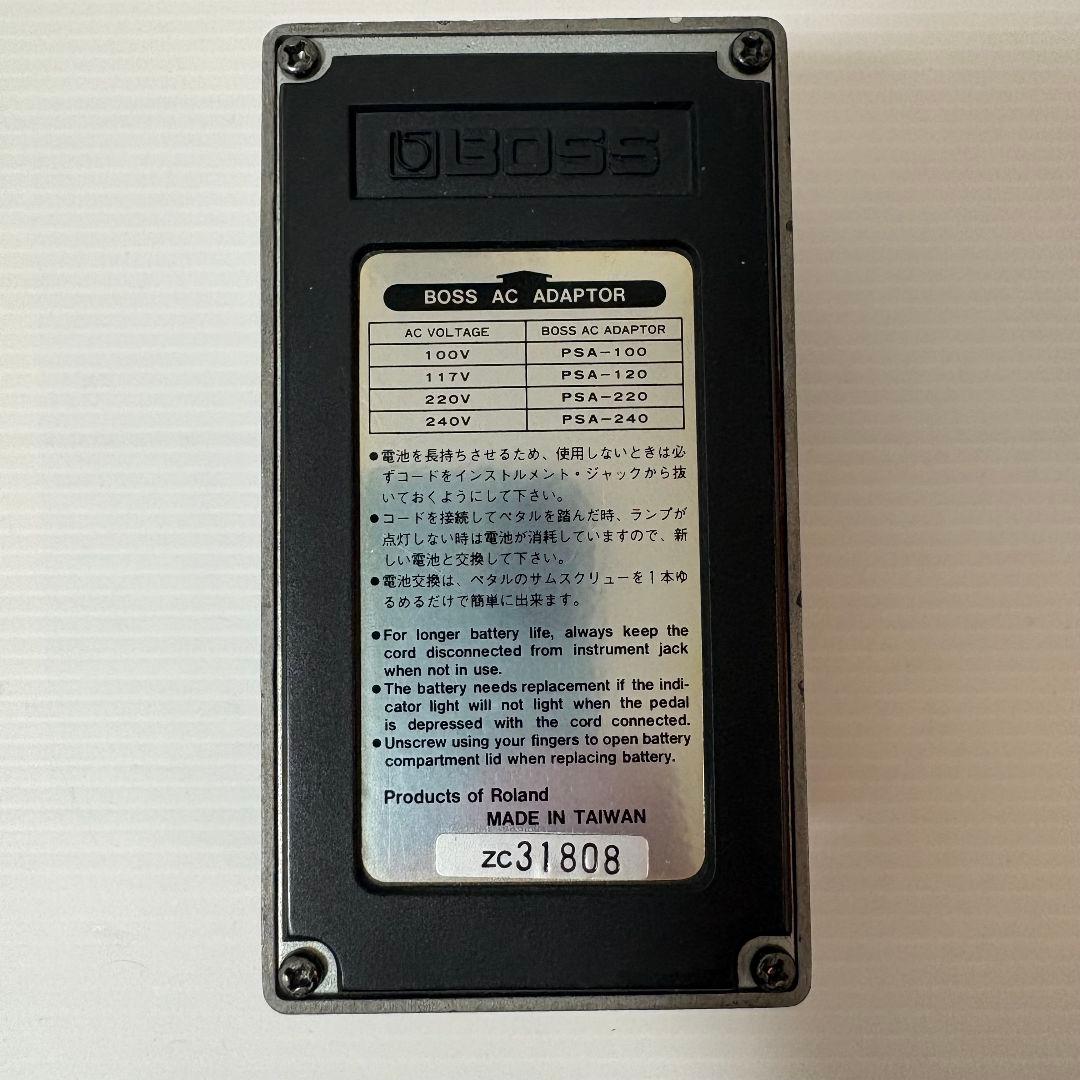 BOSS
BOSS AC ADAPTOR
AC VOLTAGE BOSS AC ADAPTOR
100V PSA-100
117V PSA-120
220V PSA-220
240V PSA-240
●電池を長持ちさせるため、使用しないときは必
ずコードをインストルメント・ジャックから抜
いておくようにして下さい。
●コードを接続してペタルを踏んだ時、ランプが
点灯しない時は電池が消耗していますので、新
しい電池と交換して下さい。
●電池交換は、ペタルのサムスクリューを1本ゆ
るめるだけで簡単に出来ます。
●For longer battery life, always keep the
cord disconnected from instrument jack
when not in use.
●The battery needs replacement if the indi-
cator light will not light when the pedal
is depressed with the cord connected.
●Unscrew using your fingers to open battery
compartment lid when replacing battery.
Products of Roland
MADE IN TAIWAN
ZC31808